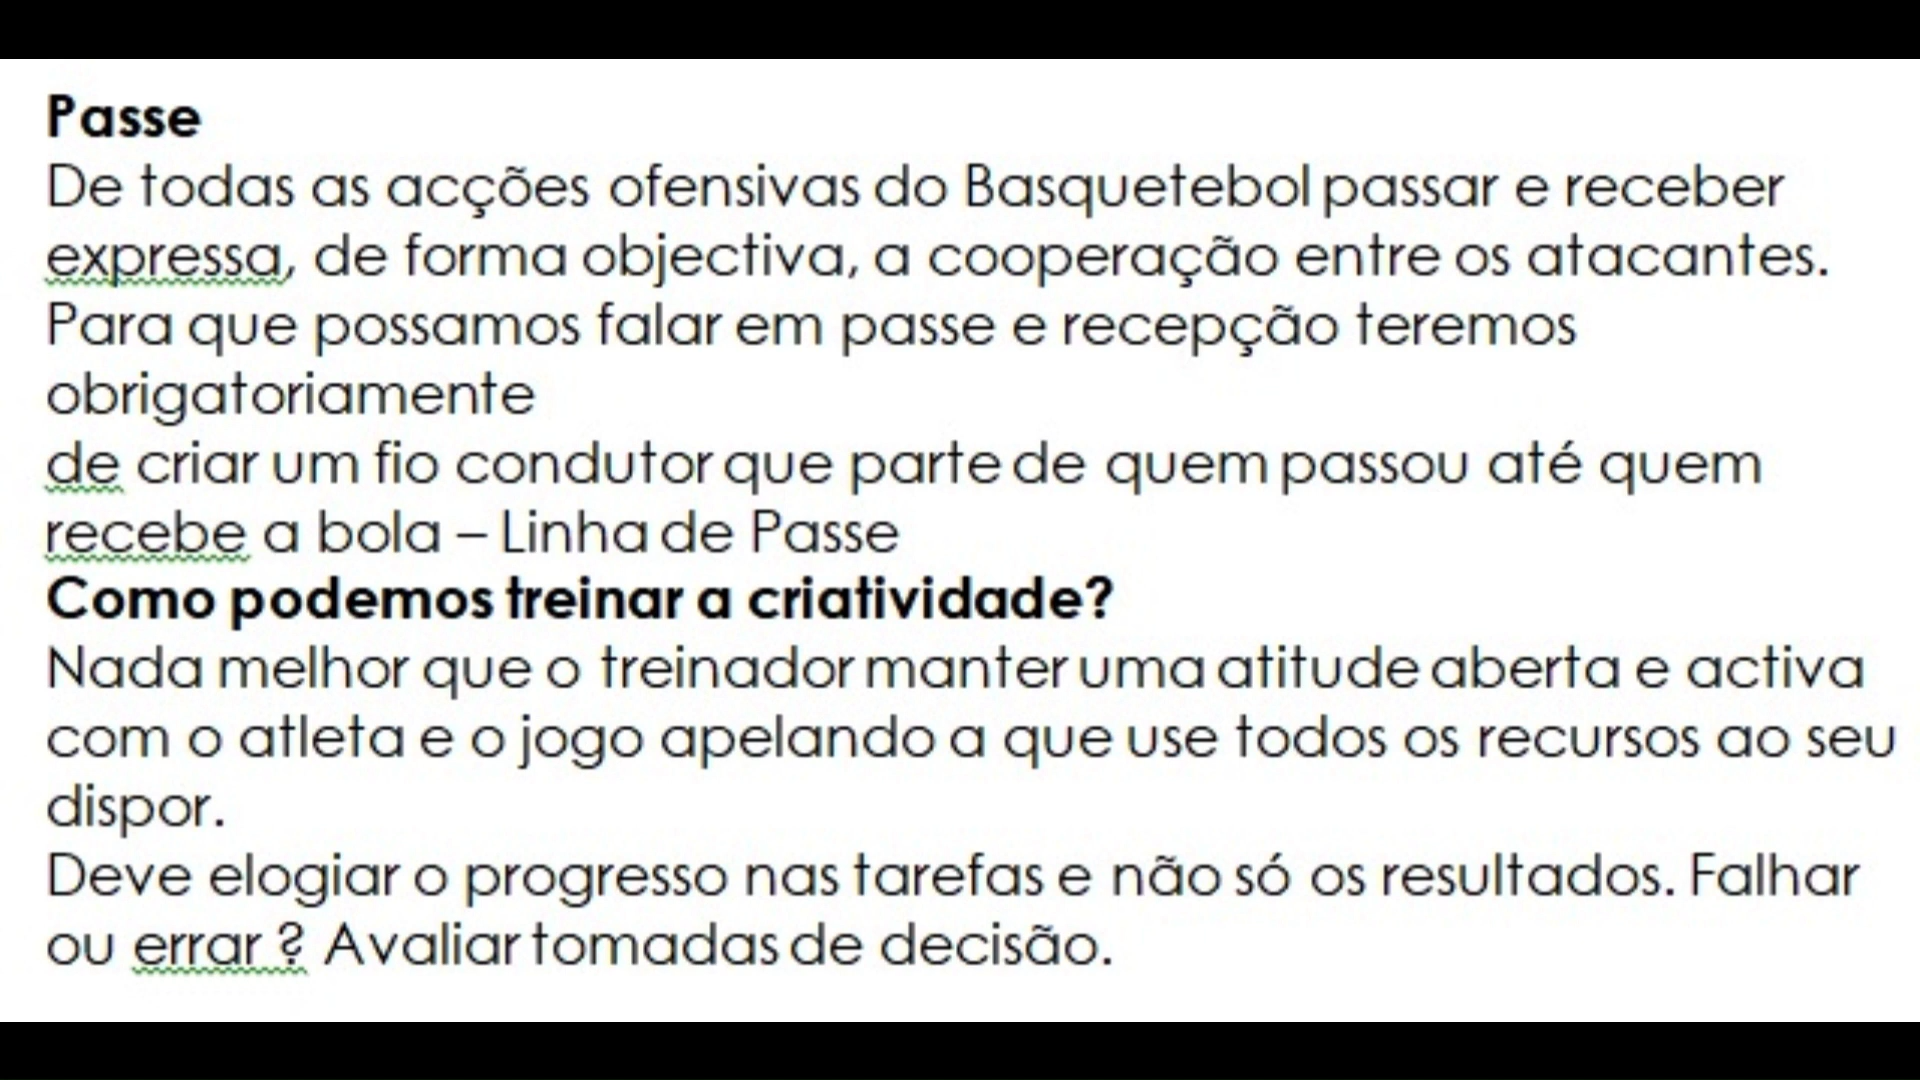 Passe
De todas as acções ofensivas do Basquetebol passar e receber
expressa, de forma objectiva, a cooperação entre os atacantes.
Para que possamos falar em passe e recepção teremos
obrigatoriamente
de criar um fio condutor que parte de quem passou até quem
recebe a bola – Linha de Passe
Como podemos treinar a criatividade?
Nada melhor que o treinador manter uma atitude aberta e activa
com o atleta e o jogo apelando a que use todos os recursos ao seu
dispor.
Deve elogiar o progresso nas tarefas e não só os resultados. Falhar
ou errar ? Avaliar tomadas de decisão.